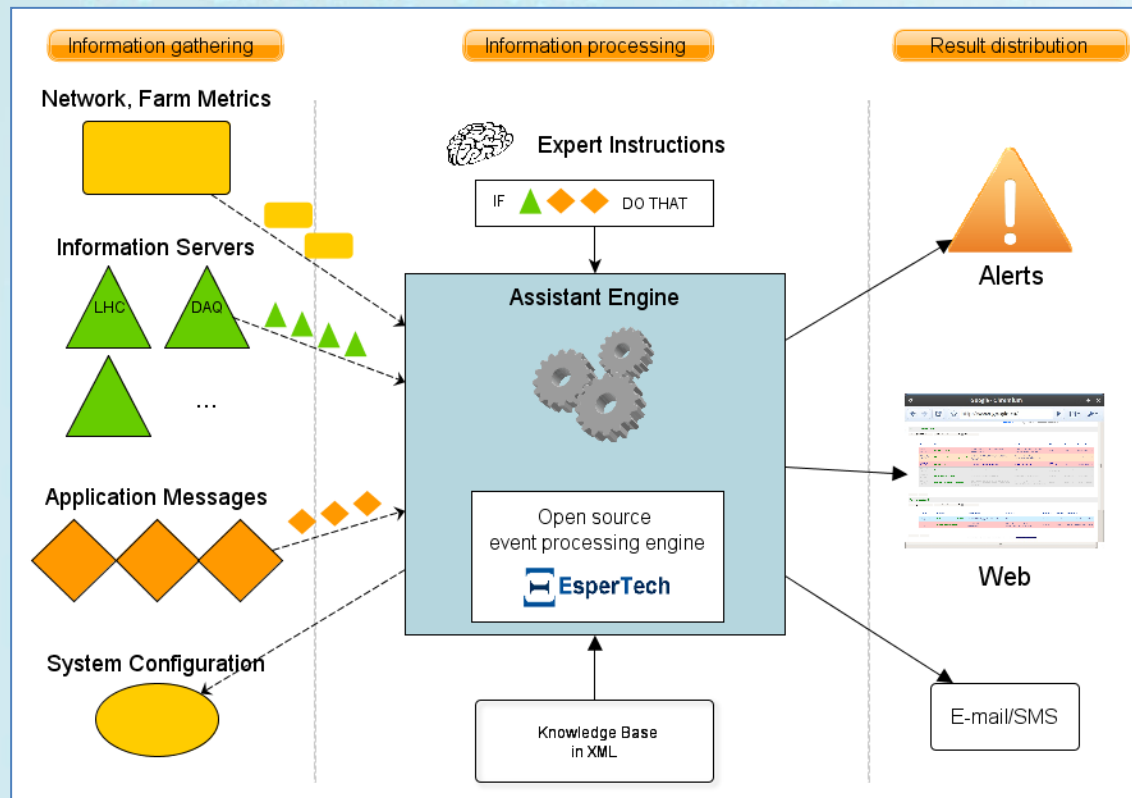 Information gathering
Information processing
Result distribution
Network, Farm Metrics
Expert Instructions
IF DO THAT
Information Servers
LHC DAQ
...
Assistant Engine
Alerts
Application Messages
Open source
event processing engine
EsperTech
Web
System Configuration
Knowledge Base
in XML
E-mail/SMS